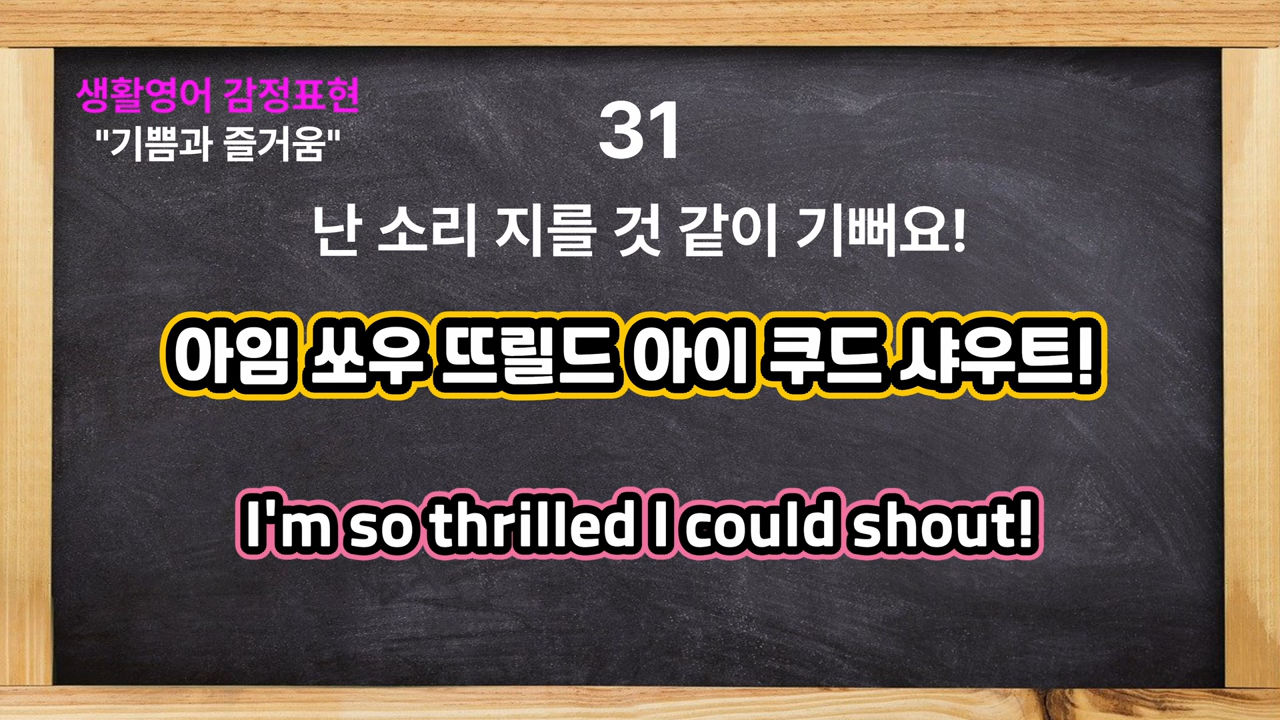 생활영어 감정표현
"기쁨과 즐거움"
31
난 소리 지를 것 같이 기뻐요!
아임 쏘우 뜨릴드 아이 쿠드 샤우트!
I'm so thrilled I could shout!